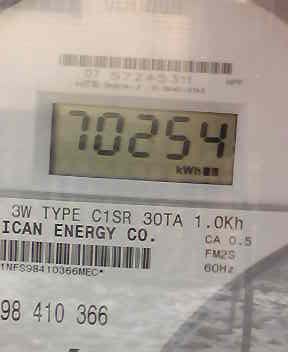 70254
kWh
3W TYPE C1SR 30TA 1.0Kh
ICAN ENERGY CO.
CA 0.5
FM2S
60Hz
1NFS98410366MEC*
98 410 366